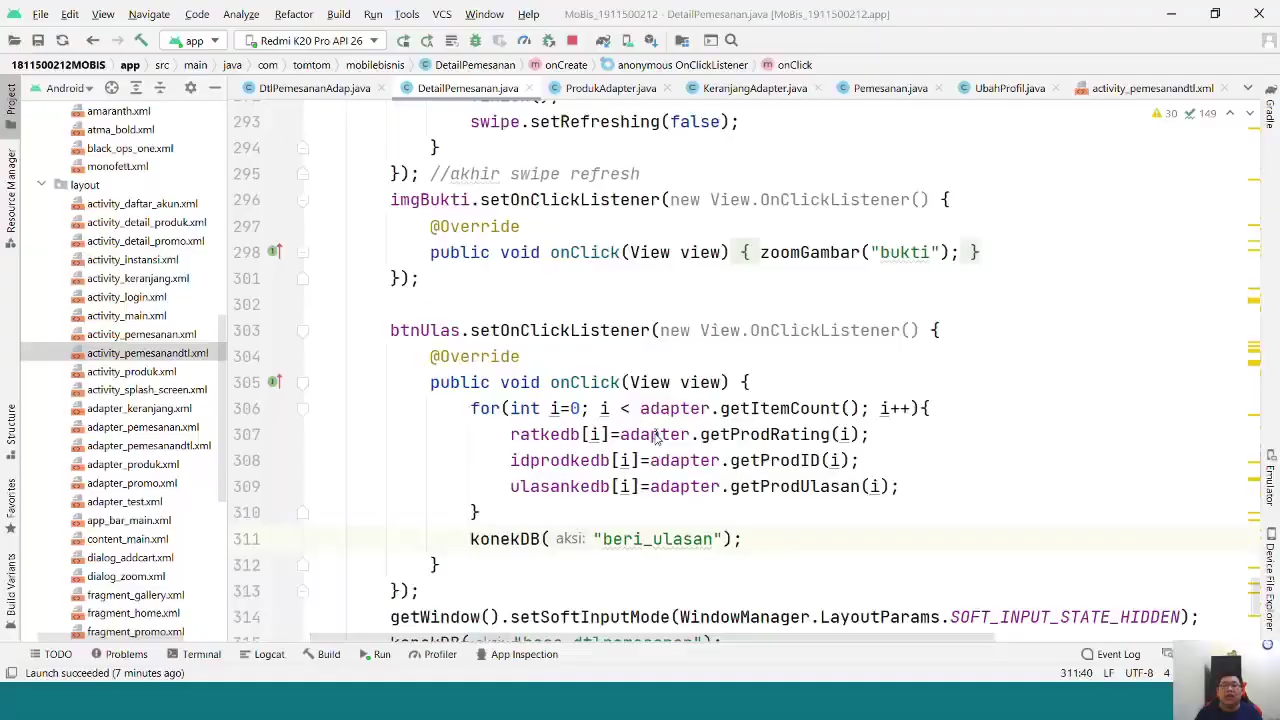 File Edit View Navigate Code Analyze Refactor Build Run Tools VCS Window Help MoBis_1911500212 - DetailPemesanan.java [MoBis_1911500212.app]
app Redmi K20 Pro API 26
1811500212MOBIS app src main java com tomtom mobilebisnis DetailPemesanan onCreate anonymous OnClickListener onClick
Android DtlPemesananAdap.java DetailPemesanan.java ProdukAdapter.java KeranjangAdapter.java Pemesanan.java UbahProfil.java activity_pemesanandtl.xml
Project
Resource Manager
Structure
Favorites
Build Variants
amaranth.xml
atma_bold.xml
black_ops_one.xml
monofett.xml
layout
activity_daftar_akun.xml
activity_detail_produk.xml
activity_detail_promo.xml
activity_instansi.xml
activity_keranjang.xml
activity_login.xml
activity_main.xml
activity_pemesanan.xml
activity_pemesanandtl.xml
activity_produk.xml
activity_splash_screen.xml
adapter_keranjang.xml
adapter_pemesanan.xml
adapter_pesanan.xml
adapter_produk.xml
adapter_promo.xml
adapter_test.xml
app_bar_main.xml
content_main.xml
dialog_addcart.xml
dialog_zoom.xml
fragment_gallery.xml
fragment_home.xml
fragment_promo.xml
30 149
293 swipe.setRefreshing(false);
294 }
295 }); //akhir swipe refresh
296 imgBukti.setOnClickListener(new View.OnClickListener() {
297 @Override
298 public void onClick(View view) { zoomGambar("bukti"); }
301 });
302
303 btnUlas.setOnClickListener(new View.OnClickListener() {
304 @Override
305 public void onClick(View view) {
306 for(int i=0; i < adapter.getItemCount(); i++){
307 ratkedb[i]=adapter.getProdRating(i);
308 idprodkedb[i]=adapter.getProdID(i);
309 ulasankedb[i]=adapter.getProdUlasan(i);
310 }
311 konekDB( aksi: "beri_ulasan");
312 }
313 });
314 getWindow().setSoftInputMode(WindowManager.LayoutParams.SOFT_INPUT_STATE_HIDDEN);
Gradle
Emulator
Device File Explorer
TODO Problems Terminal Logcat Build Run Profiler App Inspection Event Log
Launch succeeded (7 minutes ago) 311:40 LF UTF-8 4